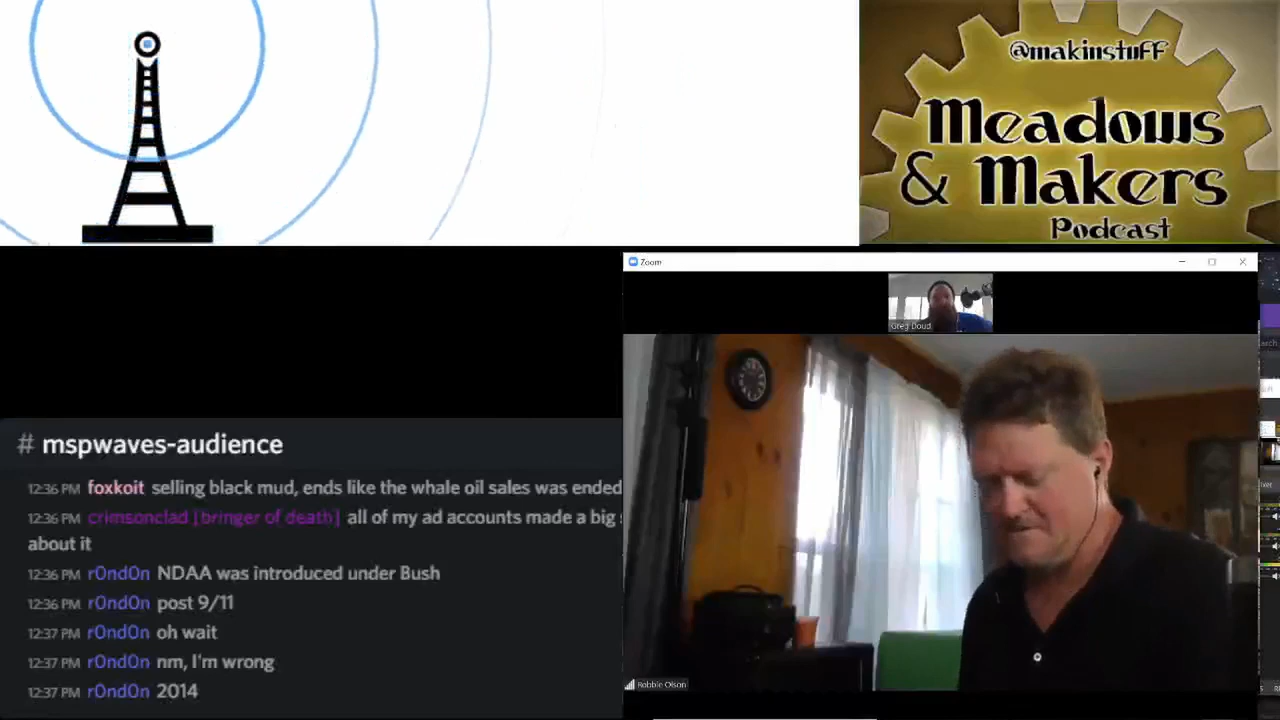 @makinstuff
Meadows
& Makers
Podcast
Zoom
Greg Doud
# mspwaves-audience
12:36 PM foxkoit selling black mud, ends like the whale oil sales was ended
12:36 PM crimsonclad [bringer of death] all of my ad accounts made a big
about it
12:36 PM r0nd0n NDAA was introduced under Bush
12:36 PM r0nd0n post 9/11
12:37 PM r0nd0n oh wait
12:37 PM r0nd0n nm, I'm wrong
12:37 PM r0nd0n 2014
Robbie Olson